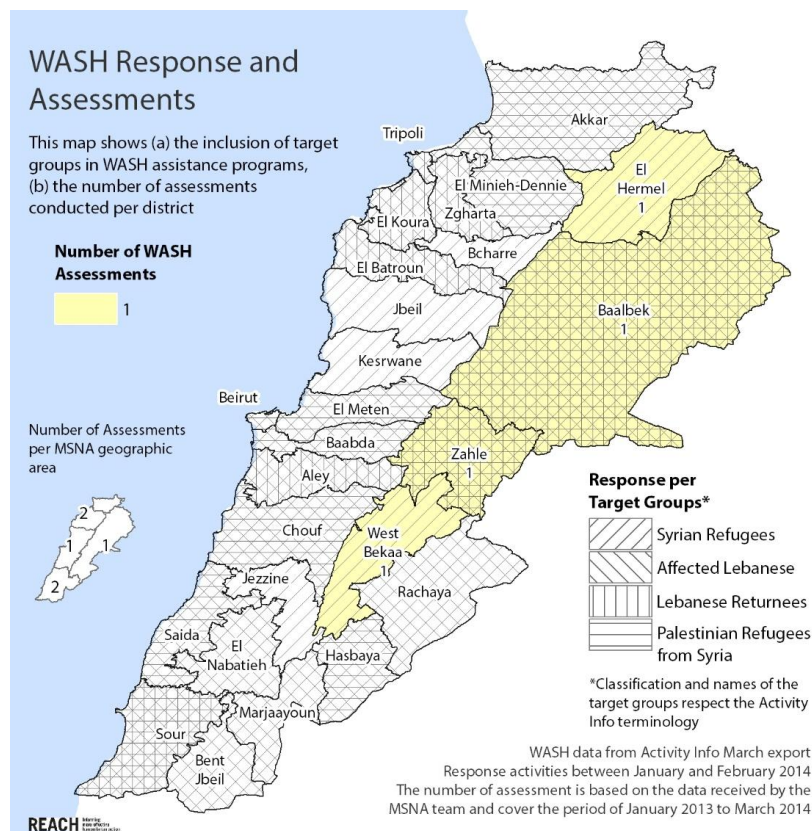 WASH Response and
Assessments
This map shows (a) the inclusion of target
groups in WASH assistance programs,
(b) the number of assessments
conducted per district
Number of WASH
Assessments
1
Tripoli
Akkar
El
Hermel
1
El Minieh-Dennie
Zgharta
El Koura
Bcharre
El Batroun
Jbeil
Baalbek
1
Kesrwane
Beirut
El Meten
Baabda
Zahle
1
Aley
Chouf
West
Bekaa
1
Jezzine
Rachaya
Saida
El
Nabatieh
Hasbaya
Marjaayoun
Sour
Bent
Jbeil
Number of Assessments
per MSNA geographic
area
2
1
1
2
Response per
Target Groups*
Syrian Refugees
Affected Lebanese
Lebanese Returnees
Palestinian Refugees
from Syria
*Classification and names of the
target groups respect the Activity
Info terminology
WASH data from Activity Info March export
Response activities between January and February 2014
The number of assessment is based on the data received by the
MSNA team and cover the period of January 2013 to March 2014
REACH